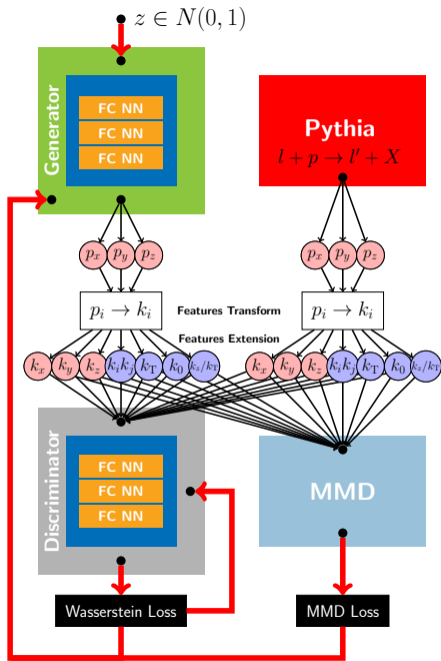 z ∈ N(0, 1)
Generator
FC NN
FC NN
FC NN
Pythia
l + p → l′ + X
p_x p_y p_z
p_x p_y p_z
p_i → k_i
Features Transform
p_i → k_i
Features Extension
k_x k_y k_z k_ik_j k_T k_0 k_z/k_T
k_x k_y k_z k_ik_j k_T k_0 k_z/k_T
Discriminator
FC NN
FC NN
FC NN
MMD
Wasserstein Loss
MMD Loss